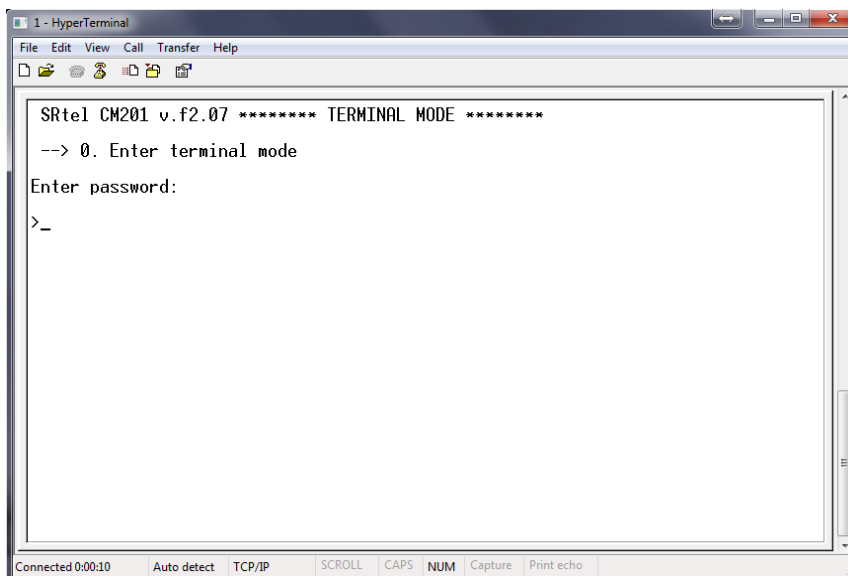 1 - HyperTerminal
File Edit View Call Transfer Help
SRtel CM201 v.f2.07 ******** TERMINAL MODE ********
--> 0. Enter terminal mode
Enter password:
>_
Connected 0:00:10 Auto detect TCP/IP SCROLL CAPS NUM Capture Print echo